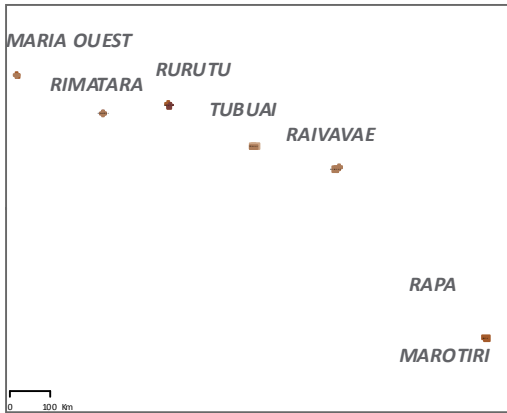 MARIA OUEST
RURUTU
RIMATARA
TUBUAI
RAIVAVAE
RAPA
MAROTIRI
0 100 Km